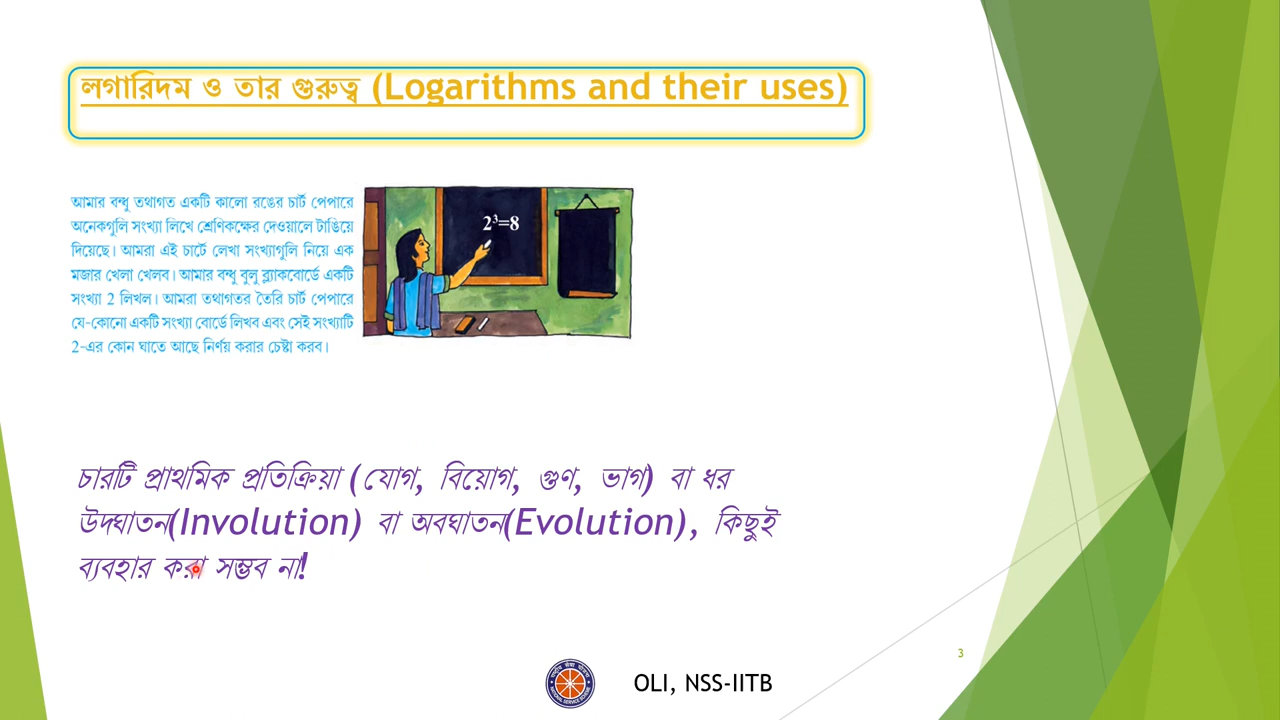 লগারিদম ও তার গুরুত্ব (Logarithms and their uses)
আমার বন্ধু তথাগত একটি কালো রঙের চার্ট পেপারে
অনেকগুলি সংখ্যা লিখে শ্রেণিকক্ষের দেওয়ালে টাঙিয়ে
দিয়েছে। আমরা এই চার্টে লেখা সংখ্যাগুলি নিয়ে এক
মজার খেলা খেলব। আমার বন্ধু বুলু ব্ল্যাকবোর্ডে একটি
সংখ্যা 2 লিখল। আমরা তথাগতর তৈরি চার্ট পেপারে
যে-কোনো একটি সংখ্যা বোর্ডে লিখব এবং সেই সংখ্যাটি
2-এর কোন ঘাতে আছে নির্ণয় করার চেষ্টা করব।
2³=8
চারটি প্রাথমিক প্রতিক্রিয়া (যোগ, বিয়োগ, গুণ, ভাগ) বা ধর
উদঘাতন(Involution) বা অবঘাতন(Evolution), কিছুই
ব্যবহার করা সম্ভব না!
3
OLI, NSS-IITB